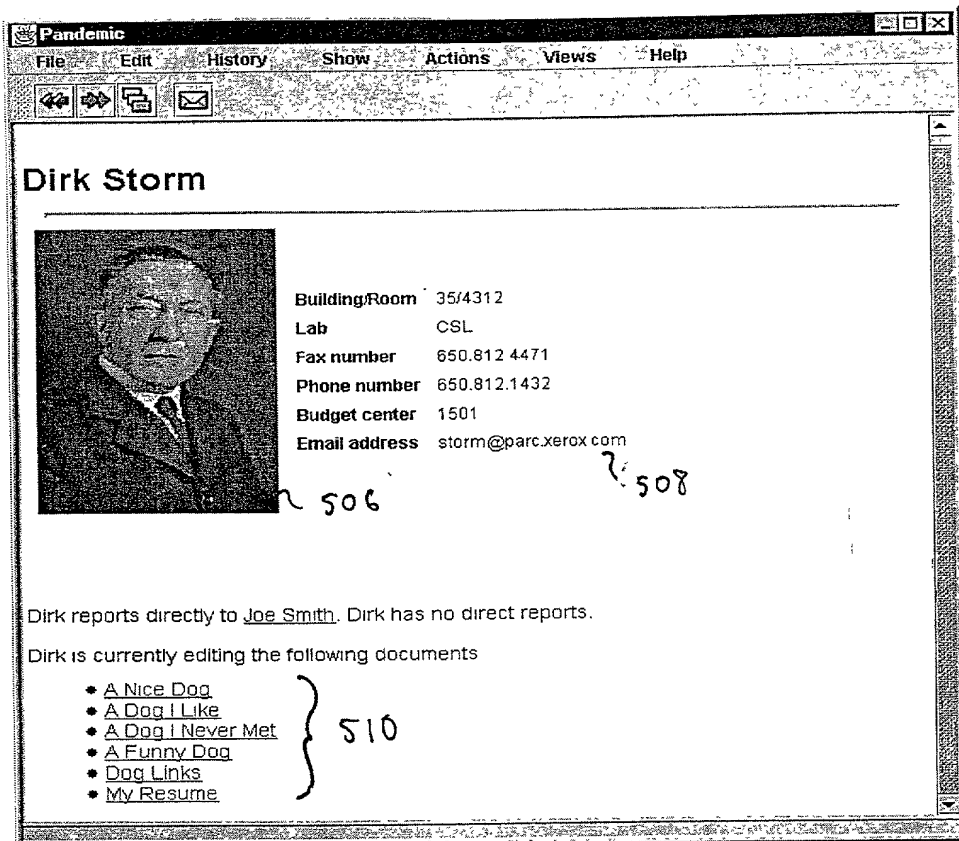 Pandemic
File Edit History Show Actions Views Help
Dirk Storm
Building/Room 35/4312
Lab CSL
Fax number 650.812 4471
Phone number 650.812.1432
Budget center 1501
Email address storm@parc.xerox com
506
508
Dirk reports directly to Joe Smith. Dirk has no direct reports.
Dirk is currently editing the following documents
A Nice Dog
A Dog I Like
A Dog I Never Met
A Funny Dog
Dog Links
My Resume
510